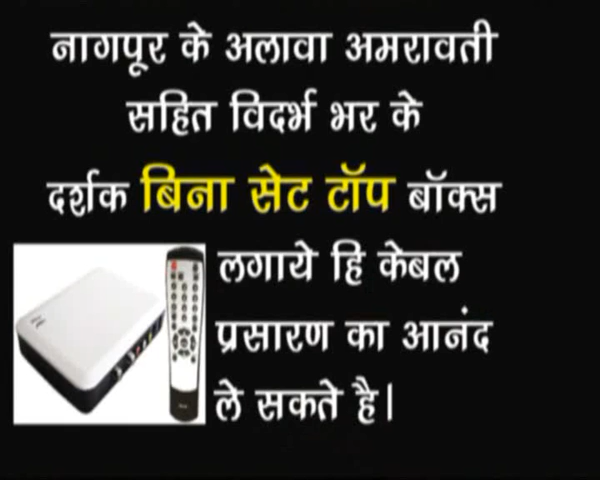 नागपूर के अलावा अमरावती
सहित विदर्भ भर के
दर्शक बिना सेट टॉप बॉक्स
लगाये हि केबल
प्रसारण का आनंद
ले सकते है।